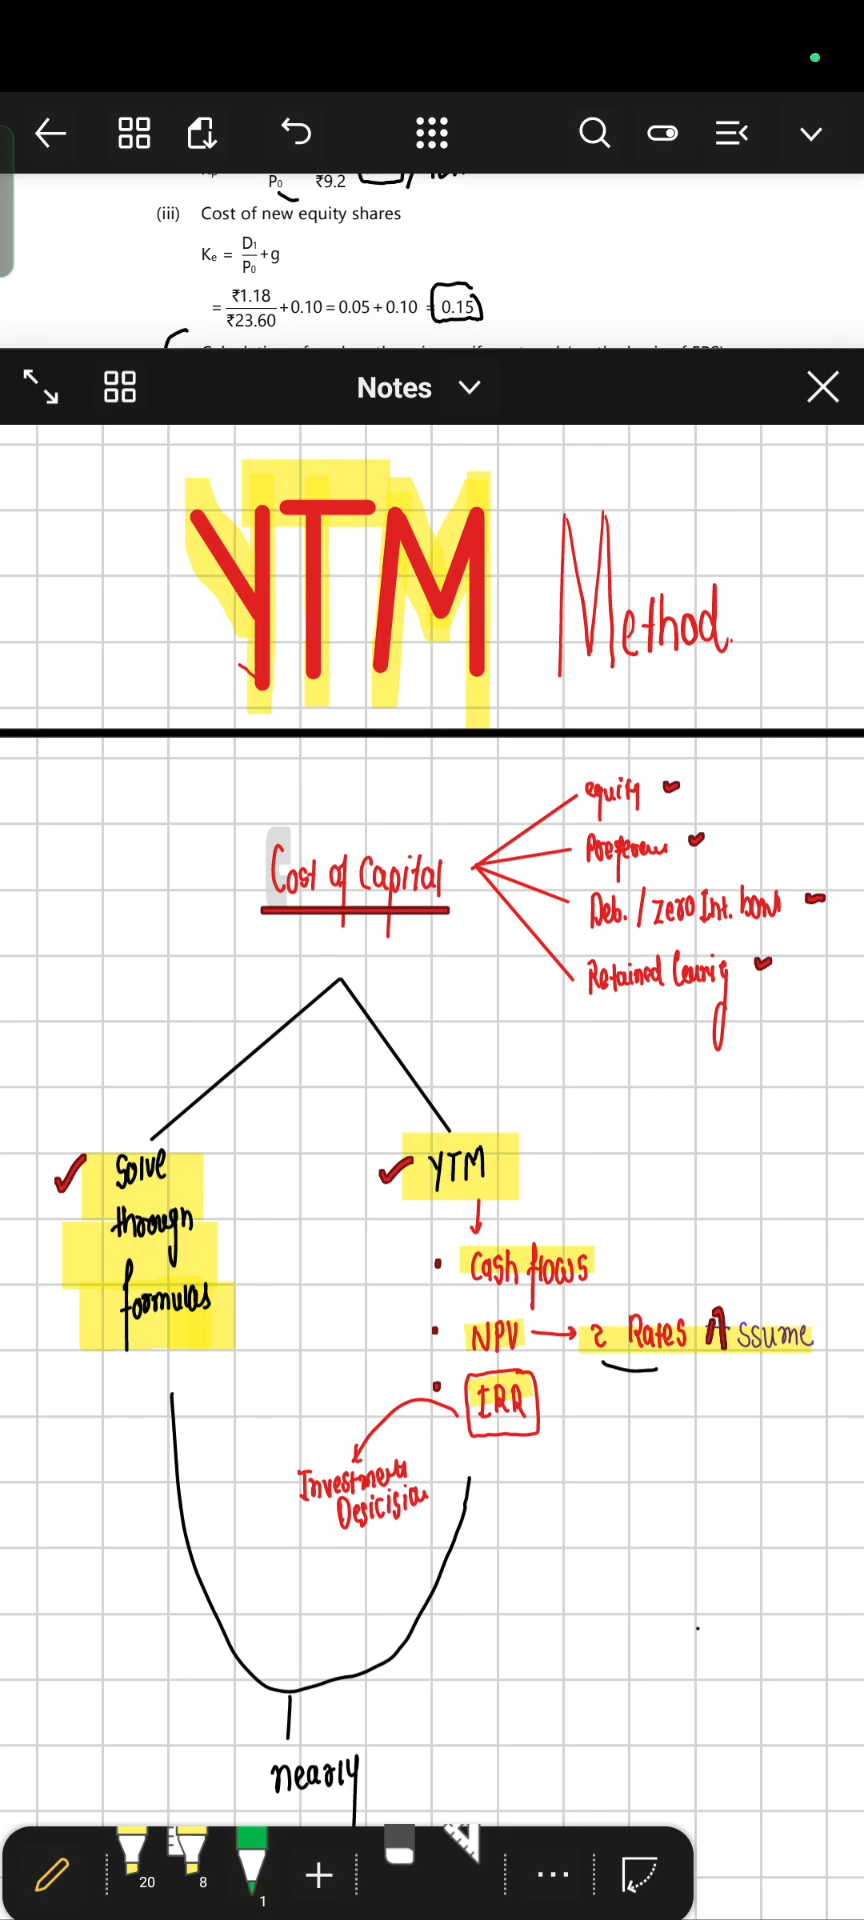 P₀ ₹9.2
(iii) Cost of new equity shares
Kₑ = D₁/P₀ +g
= ₹1.18/₹23.60 +0.10 = 0.05 + 0.10 = 0.15
Notes
YTM Method.
equity
Cost of Capital
Deb. / zero Int. bond
Retained
Solve
through
formulas
YTM
Cash flows
NPV → 2 Rates Assume
IRR
Investment
Desicision
nearly
20
8
1